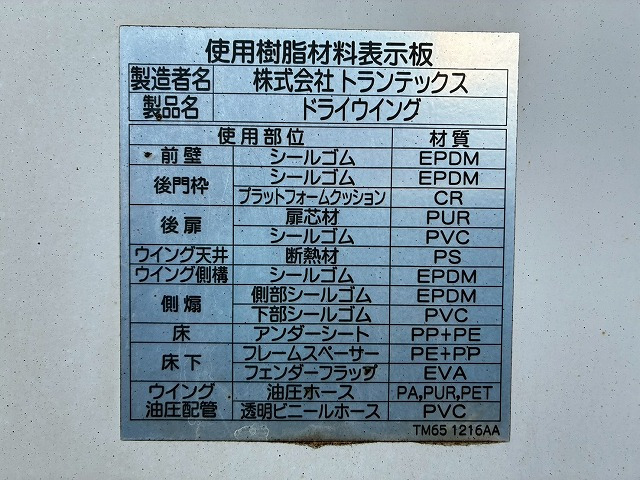 使用樹脂材料表示板
製造者名 株式会社 トランテックス
製品名 ドライウイング
使用部位 材質
前壁 シールゴム EPDM
後門枠 シールゴム EPDM
プラットフォームクッション CR
後扉 扉芯材 PUR
シールゴム PVC
ウイング天井 断熱材 PS
ウイング側構 シールゴム EPDM
側煽 側部シールゴム EPDM
下部シールゴム PVC
床 アンダーシート PP+PE
床下 フレームスペーサー PE+PP
フェンダーフラップ EVA
ウイング 油圧ホース PA,PUR,PET
油圧配管 透明ビニールホース PVC
TM65 1216AA